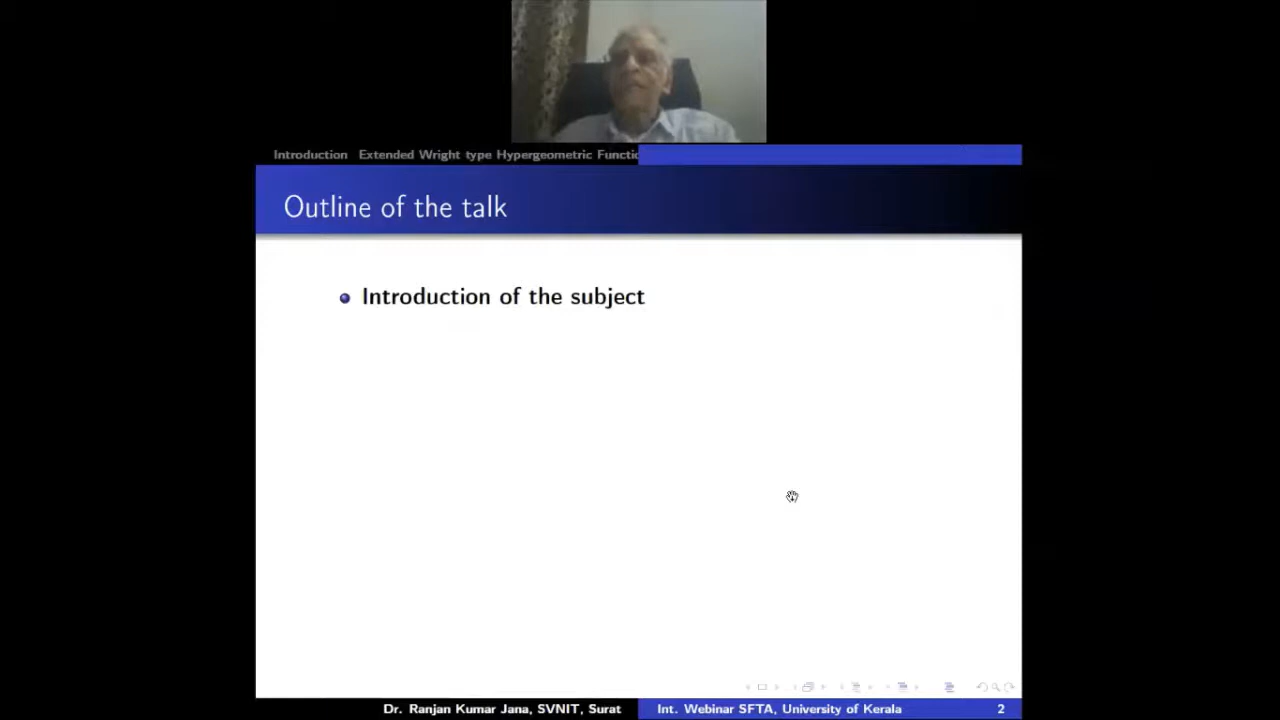 Introduction Extended Wright type Hypergeometric
Outline of the talk
Introduction of the subject
Dr. Ranjan Kumar Jana, SVNIT, Surat Int. Webinar SFTA, University of Kerala 2